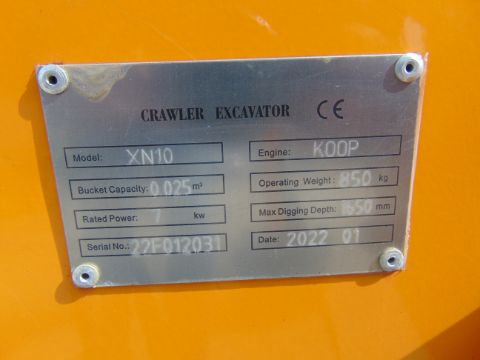 CRAWLER EXCAVATOR CE
Model: XN10
Engine: KOOP
Bucket Capacity: 0.025 m³
Operating Weight: 850 kg
Rated Power: 7 kw
Max Digging Depth: 1650 mm
Serial No.: 22F012031
Date: 2022 01